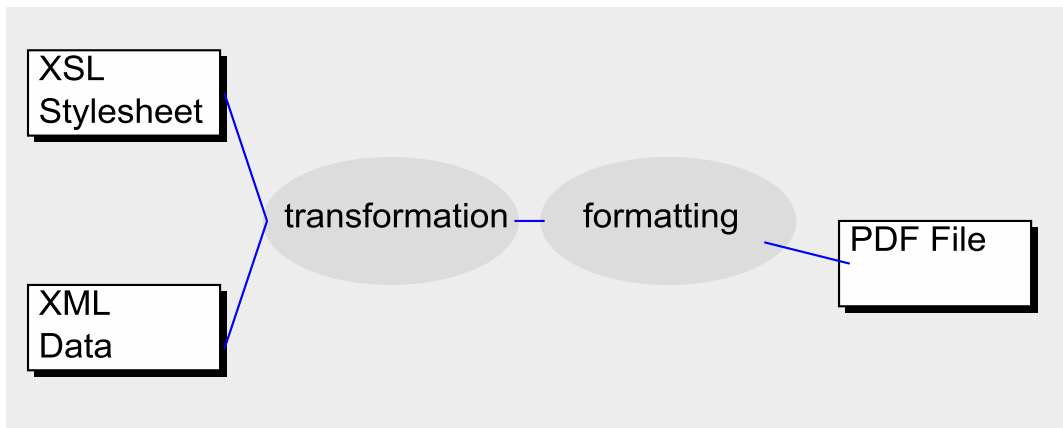 XSL
Stylesheet
XML
Data
transformation
formatting
PDF File